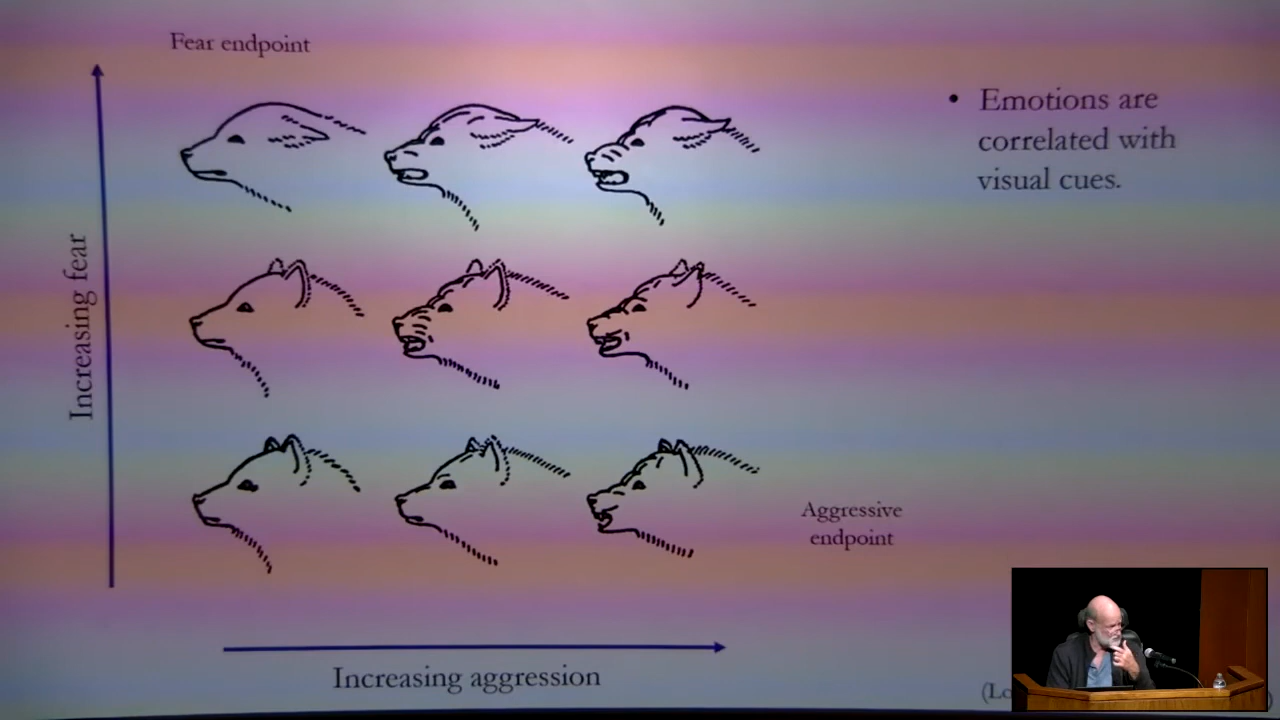 Fear endpoint
• Emotions are
correlated with
visual cues.
Increasing fear
Aggressive
endpoint
Increasing aggression